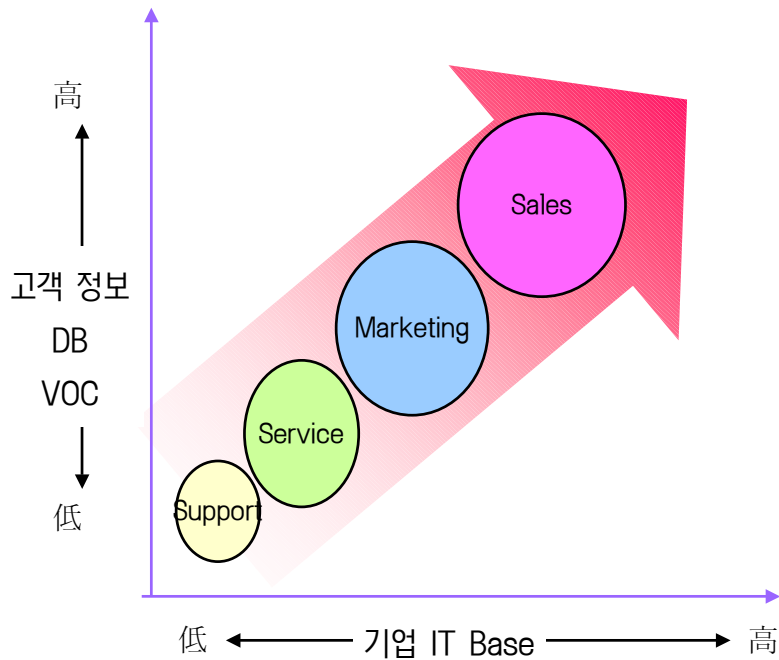 高
고객 정보
DB
VOC
低
Sales
Marketing
Service
Support
低
기업 IT Base
高